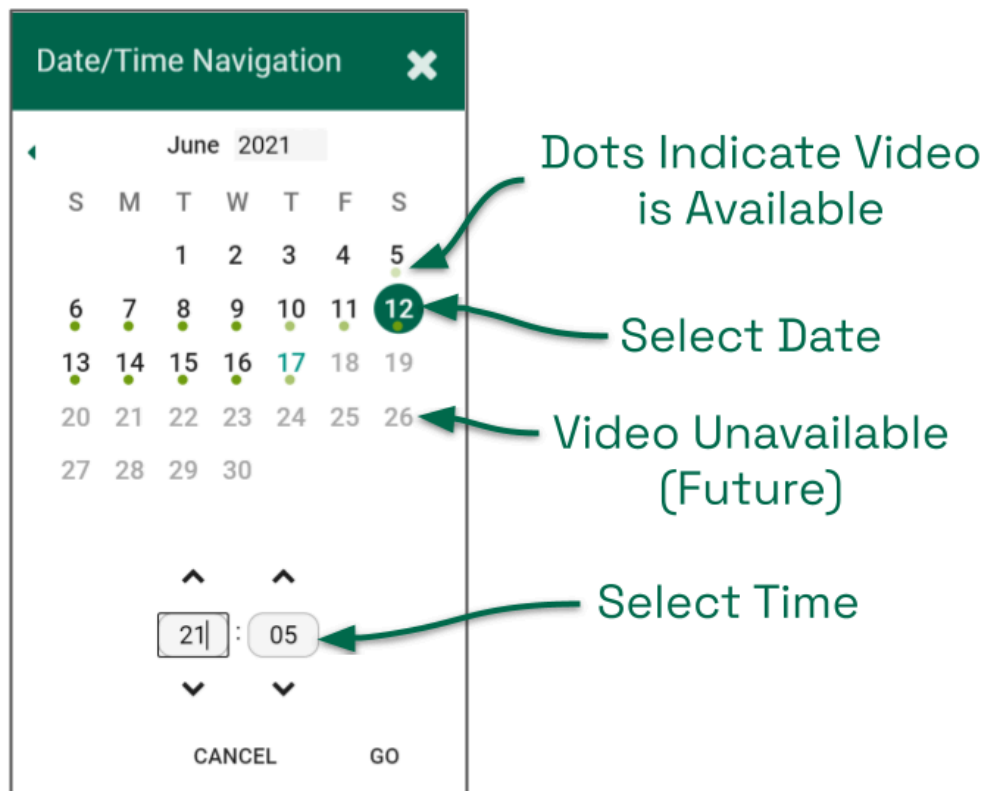 Date/Time Navigation ✖
June 2021
S M T W T F S
1 2 3 4 5
6 7 8 9 10 11 12
13 14 15 16 17 18 19
20 21 22 23 24 25 26
27 28 29 30
21 : 05
CANCEL GO
Dots Indicate Video
is Available
Select Date
Video Unavailable
(Future)
Select Time